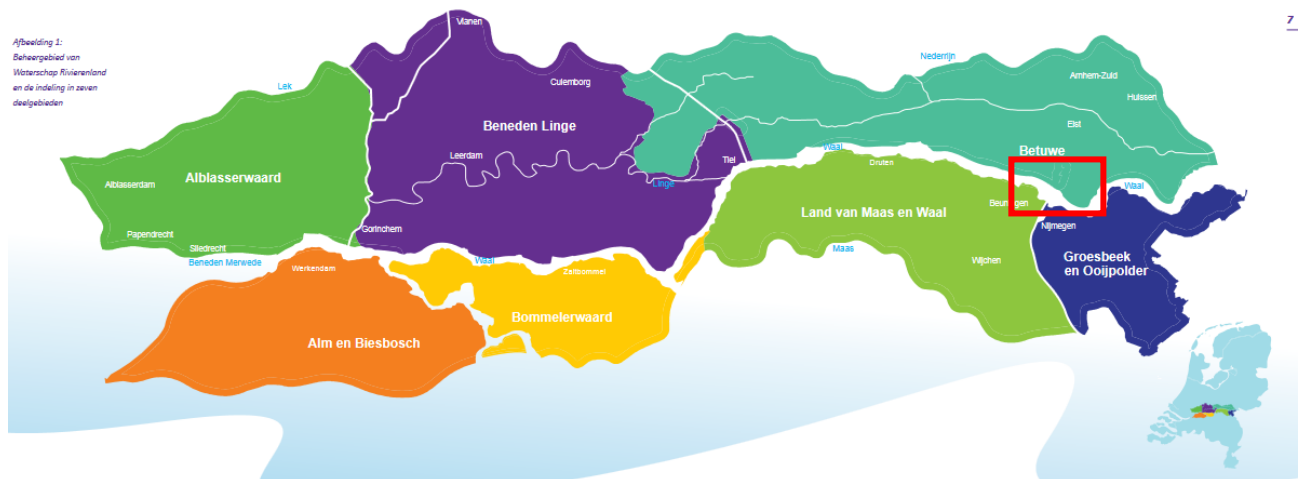 7
Afbeelding 1:
Beheergebied van
Waterschap Rivierenland
en de indeling in zeven
deelgebieden
Vianen
Nederrijn
Arnhem-Zuid
Culemborg
Lek
Huissen
Elst
Beneden Linge
Betuwe
Waal
Leerdam
Tiel
Druten
Alblasserwaard
Alblasserdam
Linge
Waal
Beuningen
Land van Maas en Waal
Nijmegen
Gorinchem
Papendrecht
Sliedrecht
Maas
Beneden Merwede
Groesbeek
en Ooijpolder
Waal
Wijchen
Werkendam
Zaltbommel
Bommelerwaard
Alm en Biesbosch